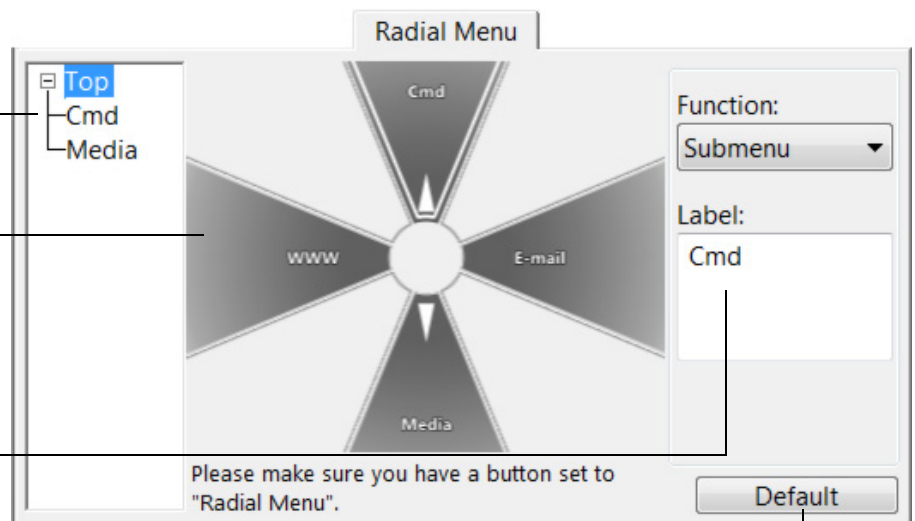 Radial Menu
Top
Cmd
Media
Cmd
WWW
E-mail
Media
Function:
Submenu
Label:
Cmd
Please make sure you have a button set to
"Radial Menu".
Default